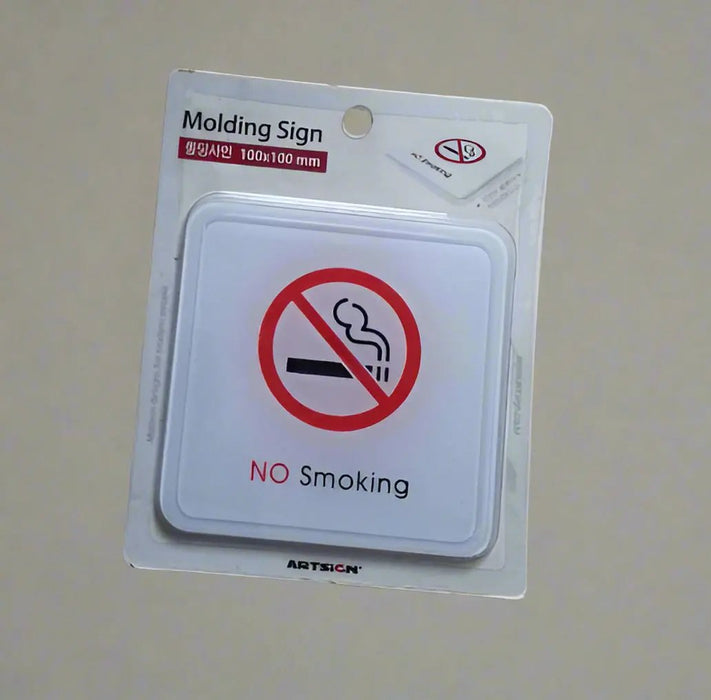 Molding Sign
몰딩사인 100x100 mm
NO Smoking
ARTSIGN